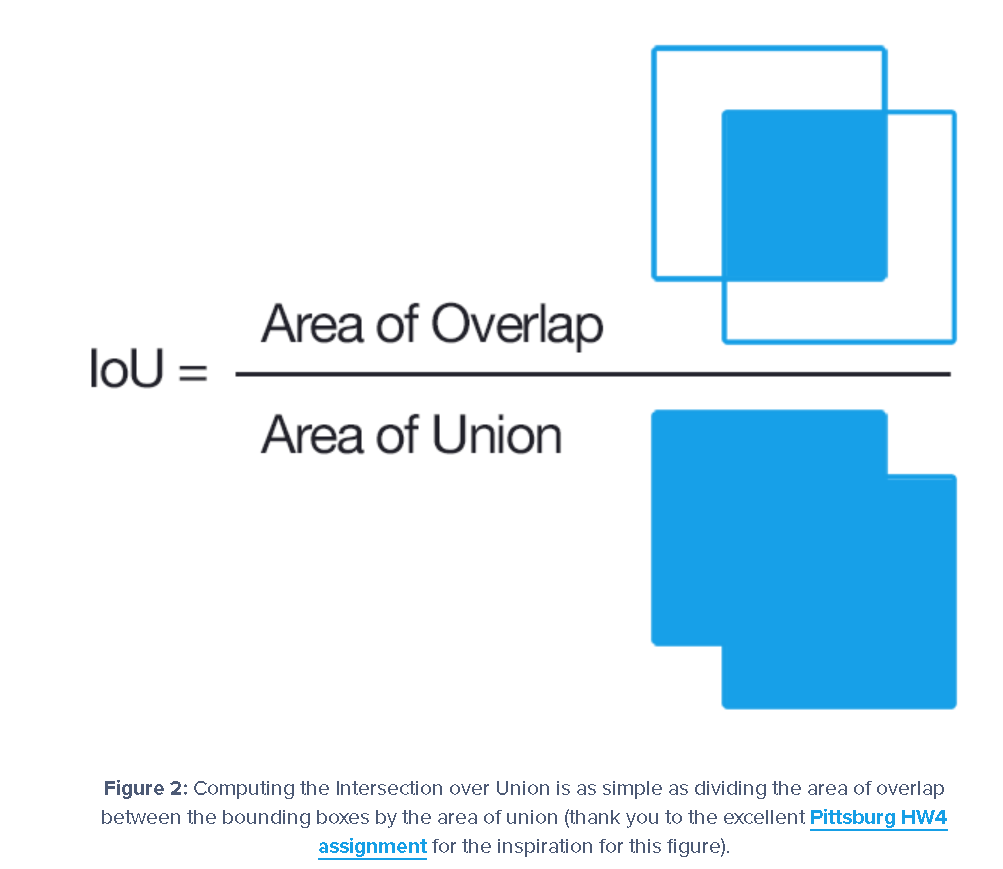 Area of Overlap
IoU =
Area of Union
Figure 2: Computing the Intersection over Union is as simple as dividing the area of overlap
between the bounding boxes by the area of union (thank you to the excellent Pittsburg HW4
assignment for the inspiration for this figure).